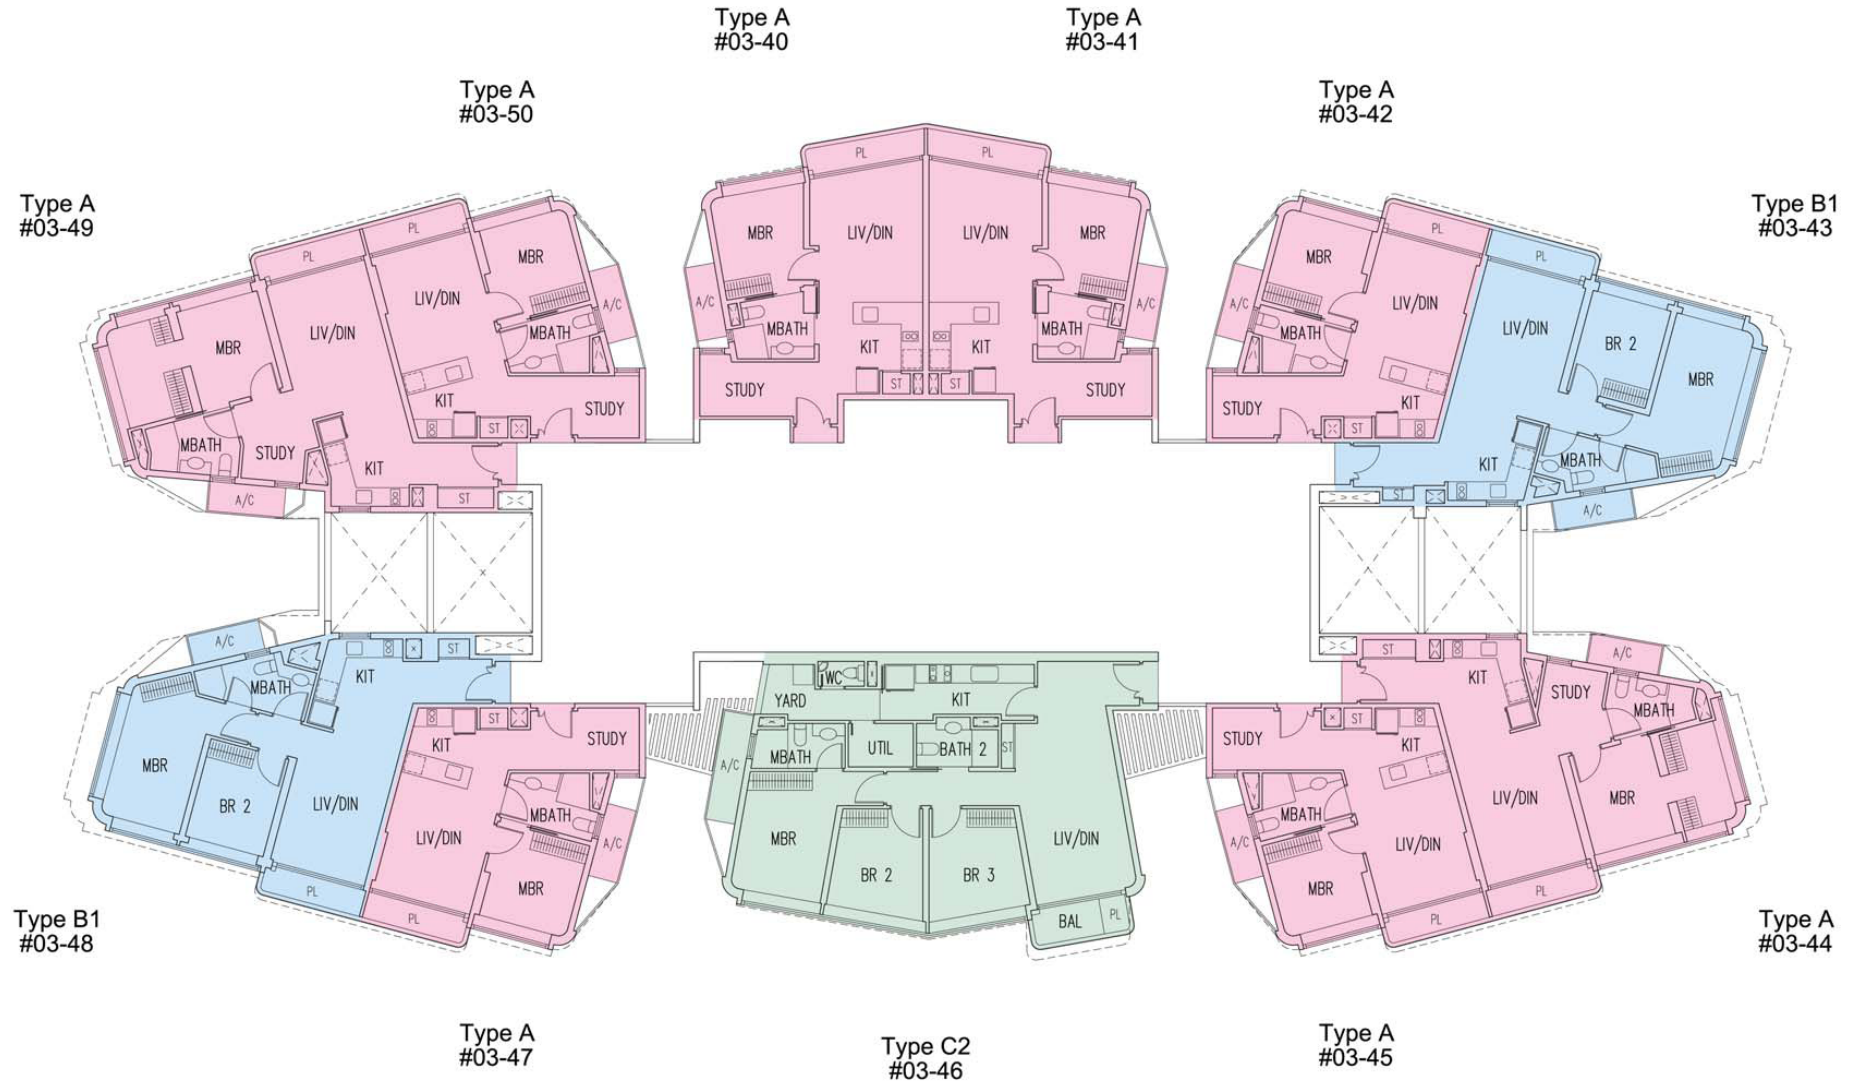 Type A
#03-40
Type A
#03-41
Type A
#03-50
Type A
#03-42
Type A
#03-49
Type B1
#03-43
PL
PL
MBR
LIV/DIN
LIV/DIN
MBR
A/C
A/C
MBATH
MBATH
KIT
KIT
STUDY
ST
ST
STUDY
PL
PL
MBR
LIV/DIN
LIV/DIN
MBR
A/C
MBATH
MBATH
KIT
STUDY
STUDY
ST
KIT
A/C
ST
PL
PL
MBR
LIV/DIN
LIV/DIN
BR 2
MBR
A/C
MBATH
KIT
STUDY
ST
KIT
MBATH
ST
A/C
A/C
KIT
ST
MBATH
MBR
BR 2
LIV/DIN
PL
KIT
ST
STUDY
MBATH
A/C
LIV/DIN
MBR
PL
WC
YARD
KIT
A/C
MBATH
UTIL
BATH 2
ST
MBR
BR 2
BR 3
LIV/DIN
BAL
PL
ST
KIT
A/C
STUDY
MBATH
STUDY
ST
KIT
A/C
MBATH
LIV/DIN
LIV/DIN
MBR
MBR
PL
PL
Type B1
#03-48
Type A
#03-44
Type A
#03-47
Type C2
#03-46
Type A
#03-45